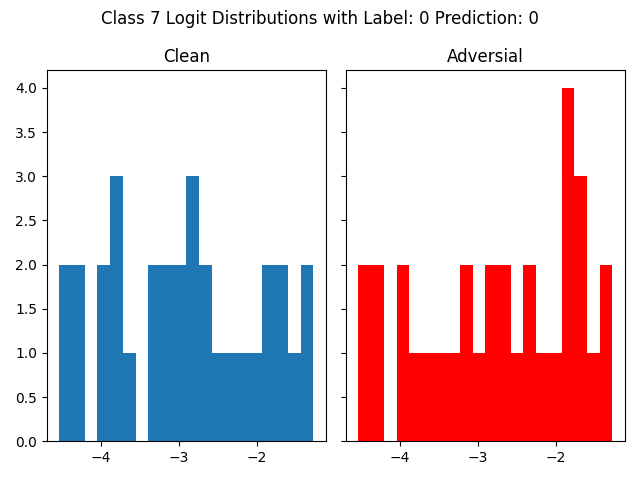 Class 7 Logit Distributions with Label: 0 Prediction: 0
Clean
Adversial
4.0
3.5
3.0
2.5
2.0
1.5
1.0
0.5
0.0
−4 −3 −2
−4 −3 −2